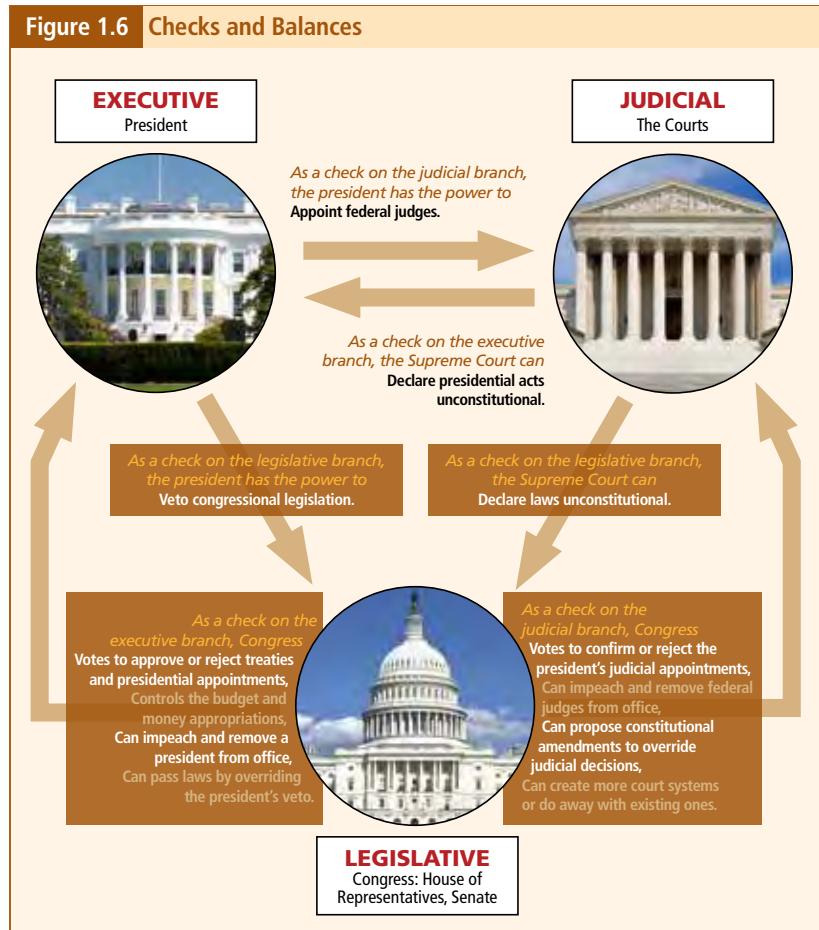 Figure 1.6 Checks and Balances
EXECUTIVE
President
JUDICIAL
The Courts
As a check on the judicial branch,
the president has the power to
Appoint federal judges.
As a check on the executive
branch, the Supreme Court can
Declare presidential acts
unconstitutional.
As a check on the legislative branch,
the president has the power to
Veto congressional legislation.
As a check on the legislative branch,
the Supreme Court can
Declare laws unconstitutional.
As a check on the
executive branch, Congress
Votes to approve or reject treaties
and presidential appointments,
Controls the budget and
money appropriations,
Can impeach and remove a
president from office,
Can pass laws by overriding
the president's veto.
As a check on the
judicial branch, Congress
Votes to confirm or reject the
president's judicial appointments,
Can impeach and remove federal
judges from office,
Can propose constitutional
amendments to override
judicial decisions,
Can create more court systems
or do away with existing ones.
LEGISLATIVE
Congress: House of
Representatives, Senate